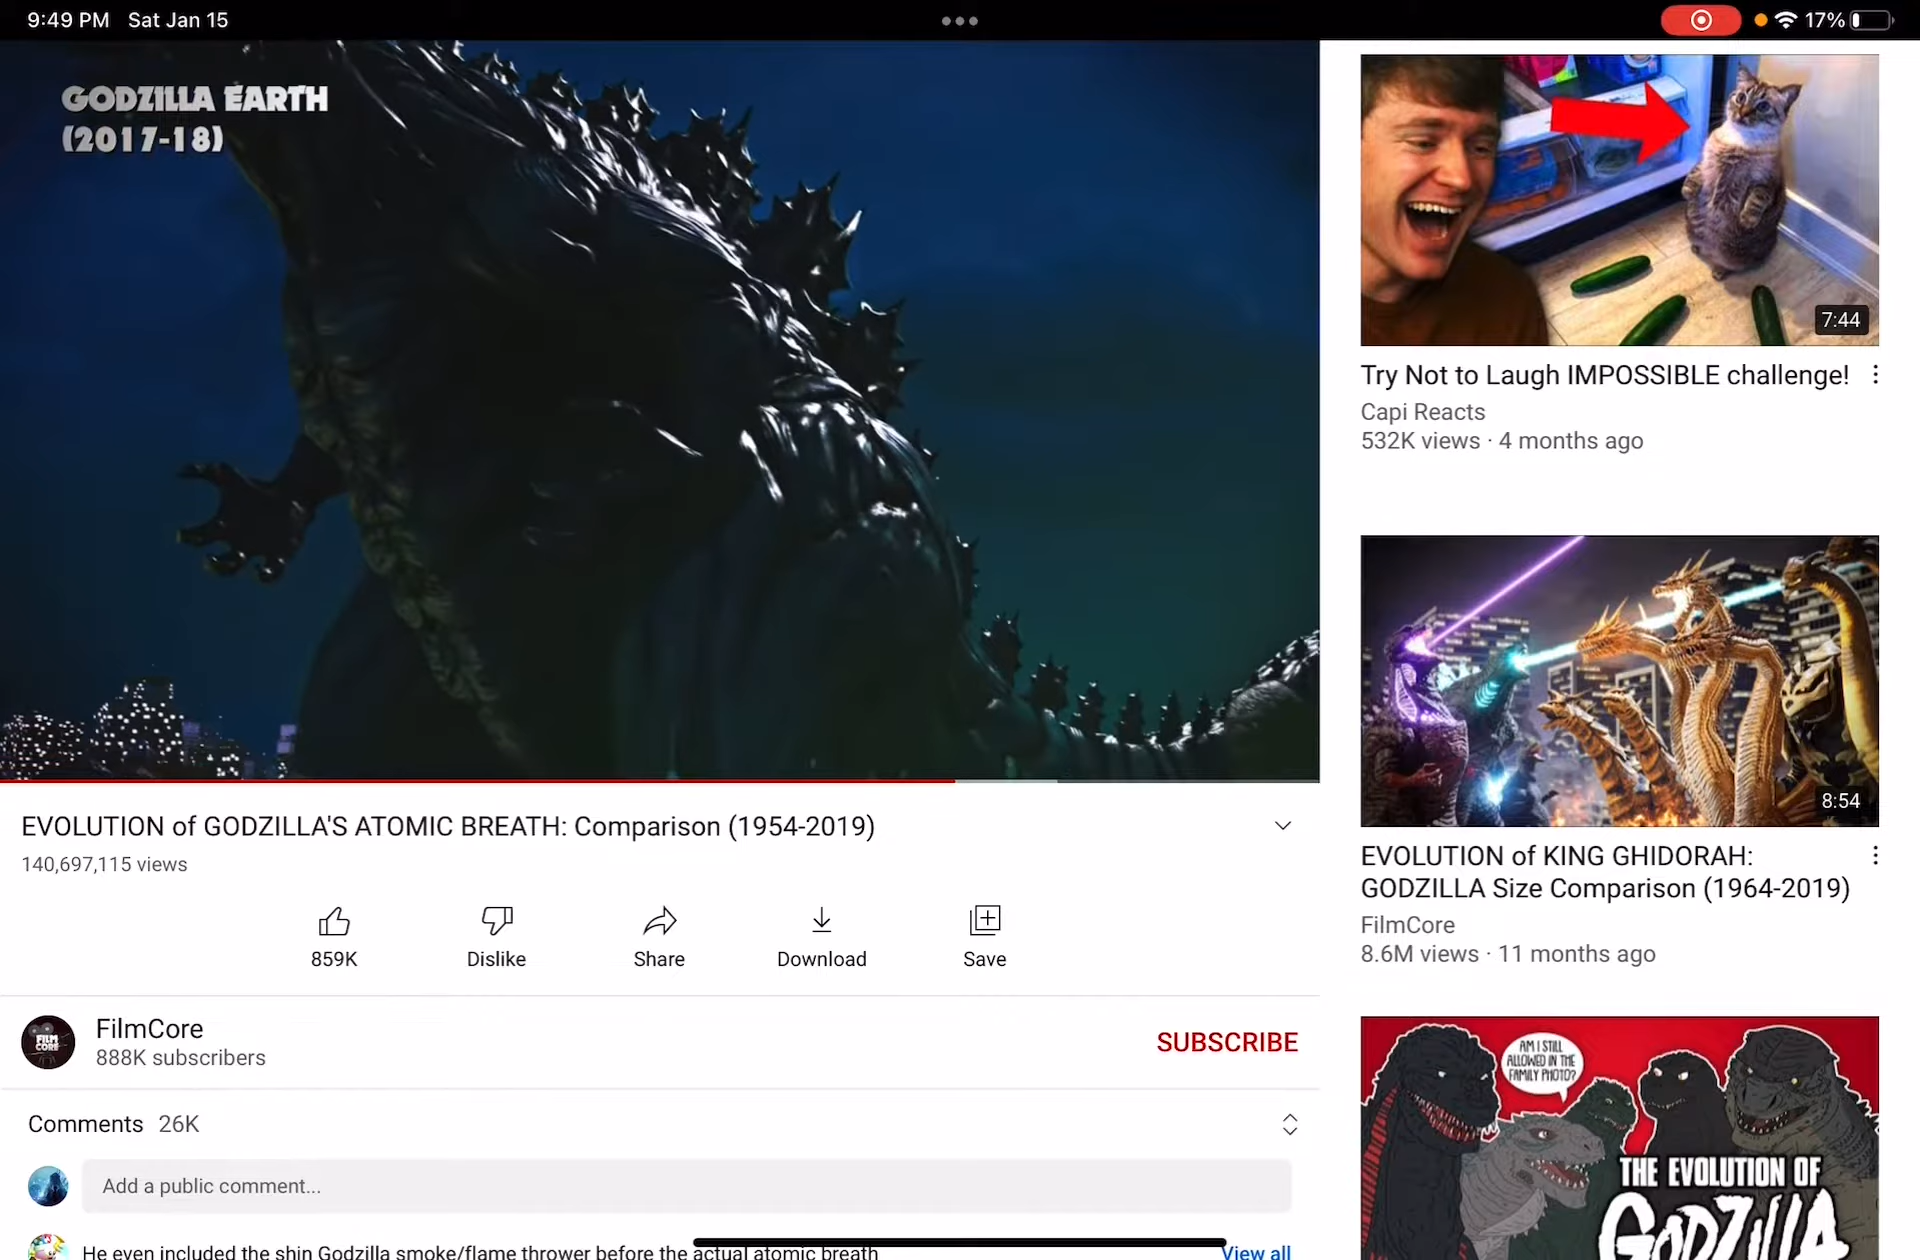 9:49 PM Sat Jan 15
17%
GODZILLA EARTH
(2017-18)
EVOLUTION of GODZILLA'S ATOMIC BREATH: Comparison (1954-2019)
140,697,115 views
859K
Dislike
Share
Download
Save
FILM
CORE
FilmCore
888K subscribers
SUBSCRIBE
Comments 26K
Add a public comment...
He even included the shin Godzilla smoke/flame thrower before the actual atomic breath
View all
7:44
Try Not to Laugh IMPOSSIBLE challenge!
Capi Reacts
532K views · 4 months ago
8:54
EVOLUTION of KING GHIDORAH:
GODZILLA Size Comparison (1964-2019)
FilmCore
8.6M views · 11 months ago
AM I STILL
ALLOWED IN THE
FAMILY PHOTO?
THE EVOLUTION OF
GODZILLA